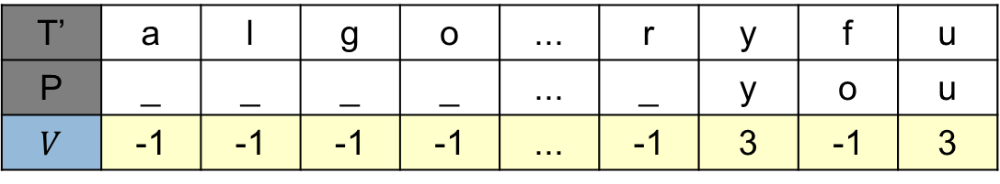 T’ a l g o ... r y f u
P _ _ _ _ ... _ y o u
V -1 -1 -1 -1 ... -1 3 -1 3